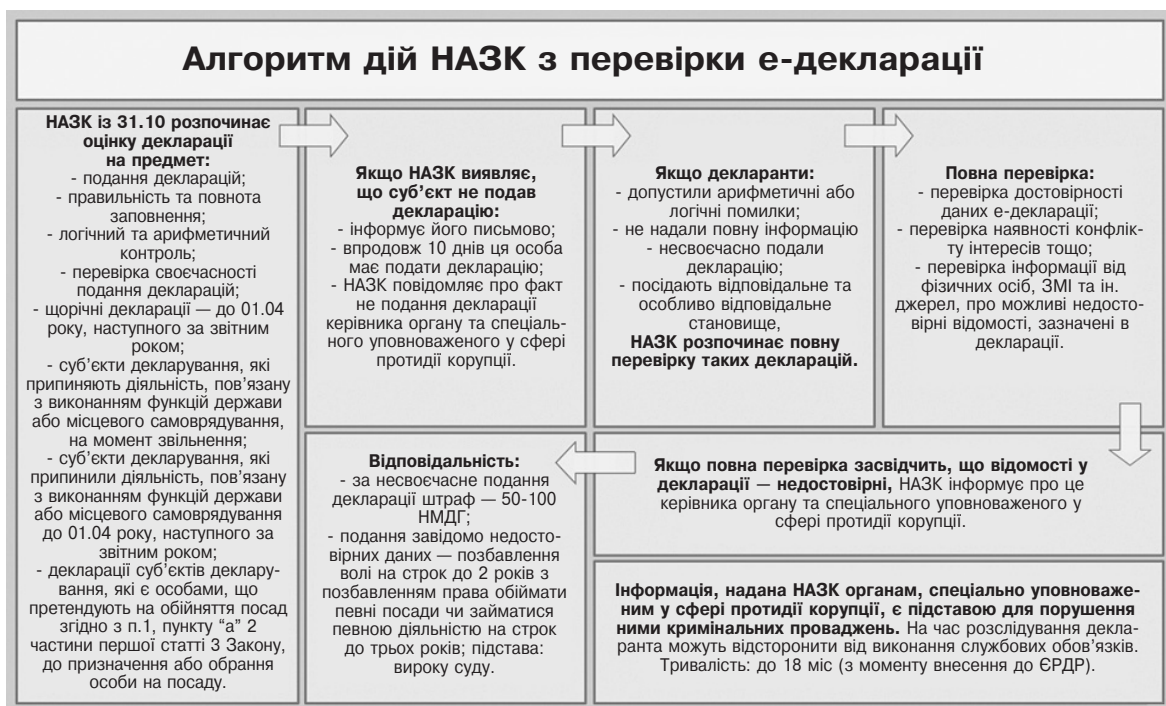 Алгоритм дій НАЗК з перевірки е-декларації
НАЗК із 31.10 розпочинає
оцінку декларації
на предмет:
- подання декларацій;
- правильність та повнота
заповнення;
- логічний та арифметичний
контроль;
- перевірка своєчасності
подання декларацій;
- щорічні декларації — до 01.04
року, наступного за звітним
роком;
- суб’єкти декларування, які
припиняють діяльність, пов’язану
з виконанням функцій держави
або місцевого самоврядування,
на момент звільнення;
- суб’єкти декларування, які
припинили діяльність, пов’язану
з виконанням функцій держави
або місцевого самоврядування
до 01.04 року, наступного за
звітним роком;
- декларації суб’єктів деклару-
вання, які є особами, що
претендують на обійняття посад
згідно з п.1, пункту “а” 2
частини першої статті 3 Закону,
до призначення або обрання
особи на посаду.
Якщо НАЗК виявляє,
що суб’єкт не подав
декларацію:
- інформує його письмово;
- впродовж 10 днів ця особа
має подати декларацію;
- НАЗК повідомляє про факт
не подання декларації
керівника органу та спеціаль-
ного уповноваженого у сфері
протидії корупції.
Якщо декларанти:
- допустили арифметичні або
логічні помилки;
- не надали повну інформацію
- несвоєчасно подали
декларацію;
- посідають відповідальне та
особливо відповідальне
становище,
НАЗК розпочинає повну
перевірку таких декларацій.
Повна перевірка:
- перевірка достовірності
даних е-декларації;
- перевірка наявності конфлік-
ту інтересів тощо;
- перевірка інформації від
фізичних осіб, ЗМІ та ін.
джерел, про можливі недосто-
вірні відомості, зазначені в
декларації.
Якщо повна перевірка засвідчить, що відомості у
декларації — недостовірні, НАЗК інформує про це
керівника органу та спеціального уповноваженого у
сфері протидії корупції.
Відповідальність:
- за несвоєчасне подання
декларації штраф — 50-100
НМДГ;
- подання завідомо недосто-
вірних даних — позбавлення
волі на строк до 2 років з
позбавленням права обіймати
певні посади чи займатися
певною діяльністю на строк
до трьох років; підстава:
вироку суду.
Інформація, надана НАЗК органам, спеціально уповноваже-
ним у сфері протидії корупції, є підставою для порушення
ними кримінальних проваджень. На час розслідування декла-
ранта можуть відсторонити від виконання службових обов’язків.
Тривалість: до 18 міс (з моменту внесення до ЄРДР).